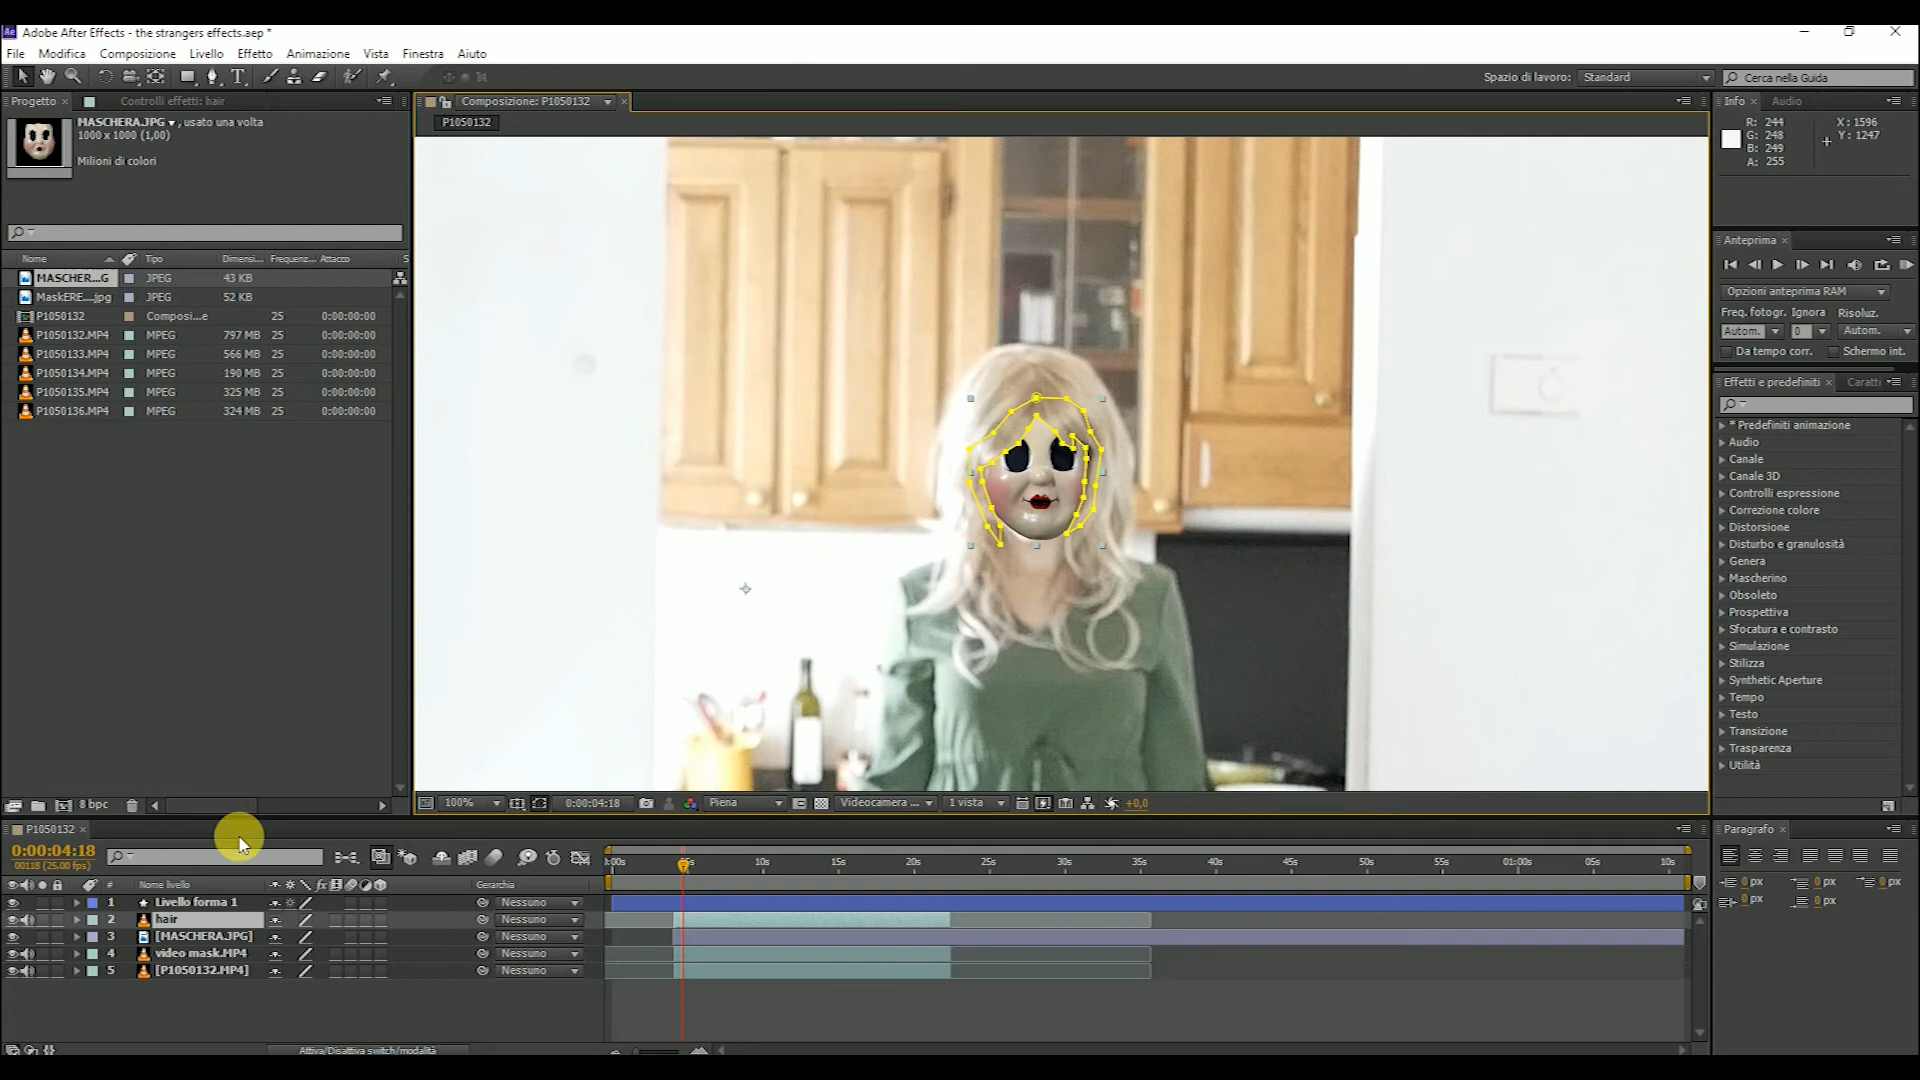 Ae Adobe After Effects - the strangers effects.aep *
File Modifica Composizione Livello Effetto Animazione Vista Finestra Aiuto
Spazio di lavoro: Standard Cerca nella Guida
Progetto Controlli effetti: hair
MASCHERA.JPG , usato una volta
1000 x 1000 (1,00)
Milioni di colori
Nome Tipo Dimensi... Frequenz... Attacco S
MASCHER...G JPEG 43 KB
MaskERE....jpg JPEG 52 KB
P1050132 Composi...e 25 0:00:00:00
P1050132.MP4 MPEG 797 MB 25 0:00:00:00
P1050133.MP4 MPEG 566 MB 25 0:00:00:00
P1050134.MP4 MPEG 190 MB 25 0:00:00:00
P1050135.MP4 MPEG 325 MB 25 0:00:00:00
P1050136.MP4 MPEG 324 MB 25 0:00:00:00
8 bpc
Composizione: P1050132
P1050132
100% 0:00:04:18 Piena Videocamera ... 1 vista +0,0
Info Audio
R: 244 X: 1596
G: 248 Y: 1247
B: 249
A: 255
Anteprima
Opzioni anteprima RAM
Freq. fotogr. Ignora Risoluz.
Autom. 0 Autom.
Da tempo corr. Schermo int.
Effetti e predefiniti Caratt
* Predefiniti animazione
Audio
Canale
Canale 3D
Controlli espressione
Correzione colore
Distorsione
Disturbo e granulosità
Genera
Mascherino
Obsoleto
Prospettiva
Sfocatura e contrasto
Simulazione
Stilizza
Synthetic Aperture
Tempo
Testo
Transizione
Trasparenza
Utilità
P1050132
0:00:04:18
00118 (25.00 fps)
# Nome livello Gerarchia
1 Livello forma 1 Nessuno
2 hair Nessuno
3 [MASCHERA.JPG] Nessuno
4 video mask.MP4 Nessuno
5 [P1050132.MP4] Nessuno
Attiva/Disattiva switch/modalità
):00s 05s 10s 15s 20s 25s 30s 35s 40s 45s 50s 55s 01:00s 05s 10s
Paragrafo
0 px 0 px 0 px
0 px 0 px